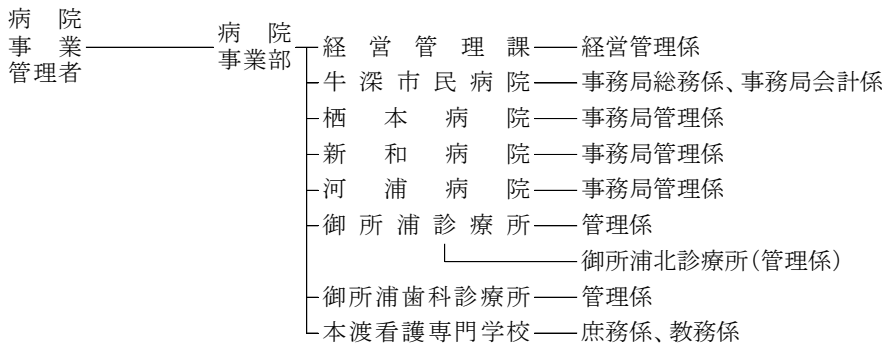 病院
事業
管理者
病院
事業部
経営管理課 経営管理係
牛深市民病院 事務局総務係、事務局会計係
栖本病院 事務局管理係
新和病院 事務局管理係
河浦病院 事務局管理係
御所浦診療所 管理係
御所浦北診療所(管理係)
御所浦歯科診療所 管理係
本渡看護専門学校 庶務係、教務係